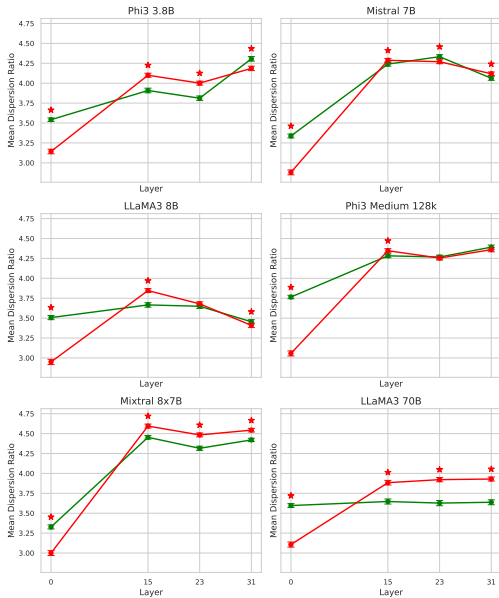 Phi3 3.8B
Mean Dispersion Ratio
4.75
4.50
4.25
4.00
3.75
3.50
3.25
3.00
Layer
Mistral 7B
Mean Dispersion Ratio
Layer
LLaMA3 8B
Mean Dispersion Ratio
4.75
4.50
4.25
4.00
3.75
3.50
3.25
3.00
Layer
Phi3 Medium 128k
Mean Dispersion Ratio
Layer
Mixtral 8x7B
Mean Dispersion Ratio
4.75
4.50
4.25
4.00
3.75
3.50
3.25
3.00
0 15 23 31
Layer
LLaMA3 70B
Mean Dispersion Ratio
0 15 23 31
Layer